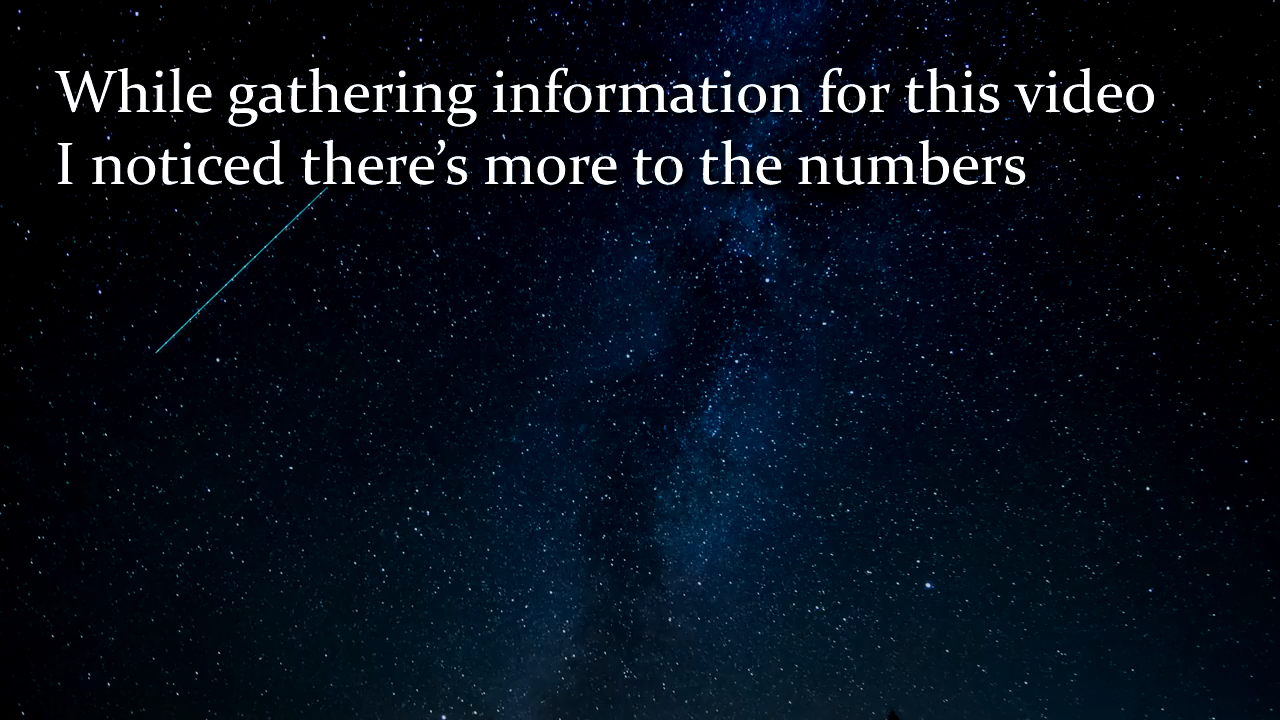 While gathering information for this video
I noticed there’s more to the numbers